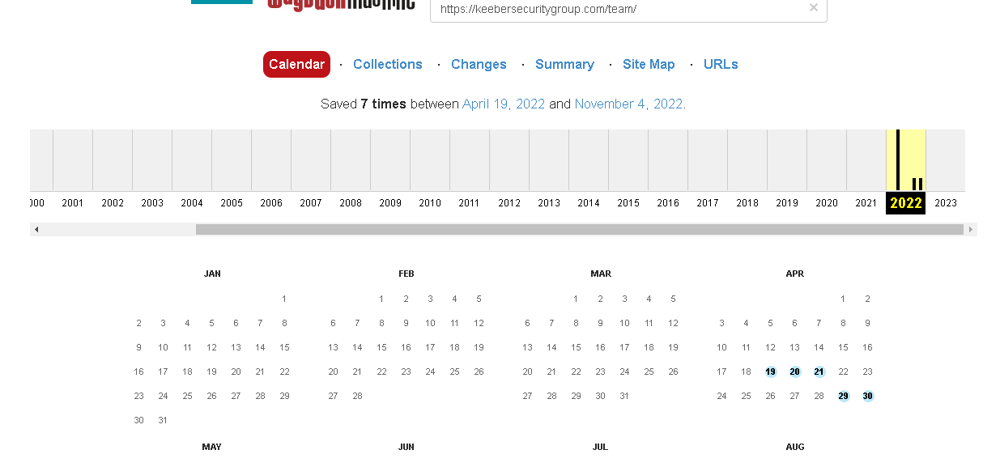 https://keebersecuritygroup.com/team/ ×
Calendar · Collections · Changes · Summary · Site Map · URLs
Saved 7 times between April 19, 2022 and November 4, 2022.
2001 2002 2003 2004 2005 2006 2007 2008 2009 2010 2011 2012 2013 2014 2015 2016 2017 2018 2019 2020 2021 2022 2023
JAN FEB MAR APR
1 1 2 3 4 5 1 2 3 4 5 1 2
2 3 4 5 6 7 8 6 7 8 9 10 11 12 6 7 8 9 10 11 12 3 4 5 6 7 8 9
9 10 11 12 13 14 15 13 14 15 16 17 18 19 13 14 15 16 17 18 19 10 11 12 13 14 15 16
16 17 18 19 20 21 22 20 21 22 23 24 25 26 20 21 22 23 24 25 26 17 18 19 20 21 22 23
23 24 25 26 27 28 29 27 28 27 28 29 30 31 24 25 26 27 28 29 30
30 31
MAY JUN JUL AUG